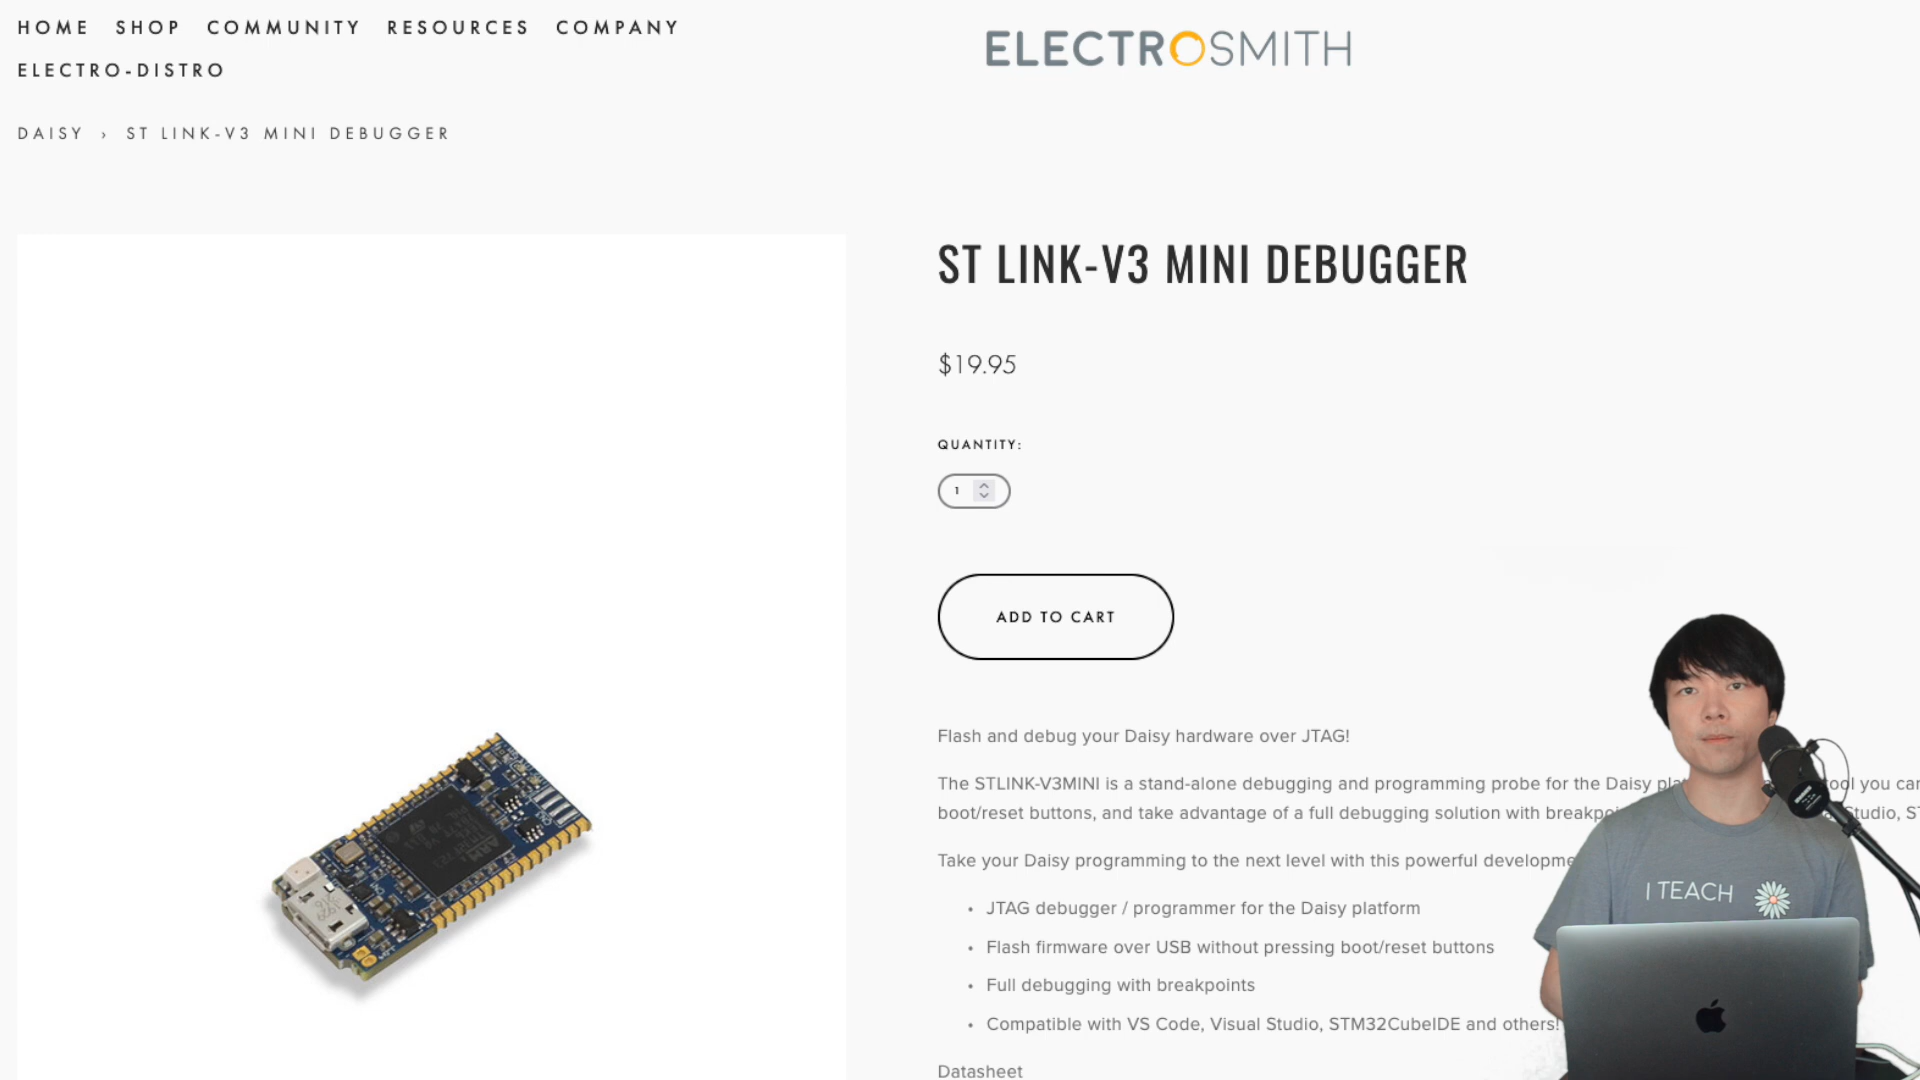 HOME SHOP COMMUNITY RESOURCES COMPANY
ELECTRO-DISTRO
ELECTROSMITH
DAISY › ST LINK-V3 MINI DEBUGGER
ST LINK-V3 MINI DEBUGGER
$19.95
QUANTITY:
1
ADD TO CART
Flash and debug your Daisy hardware over JTAG!
The STLINK-V3MINI is a stand-alone debugging and programming probe for the Daisy tool you can
boot/reset buttons, and take advantage of a full debugging solution with Studio,
Take your Daisy programming to the next level with this powerful
• JTAG debugger / programmer for the Daisy platform
• Flash firmware over USB without pressing boot/reset buttons
• Full debugging with breakpoints
• Compatible with VS Code, Visual Studio, STM32CubeIDE and others!
Datasheet
I TEACH